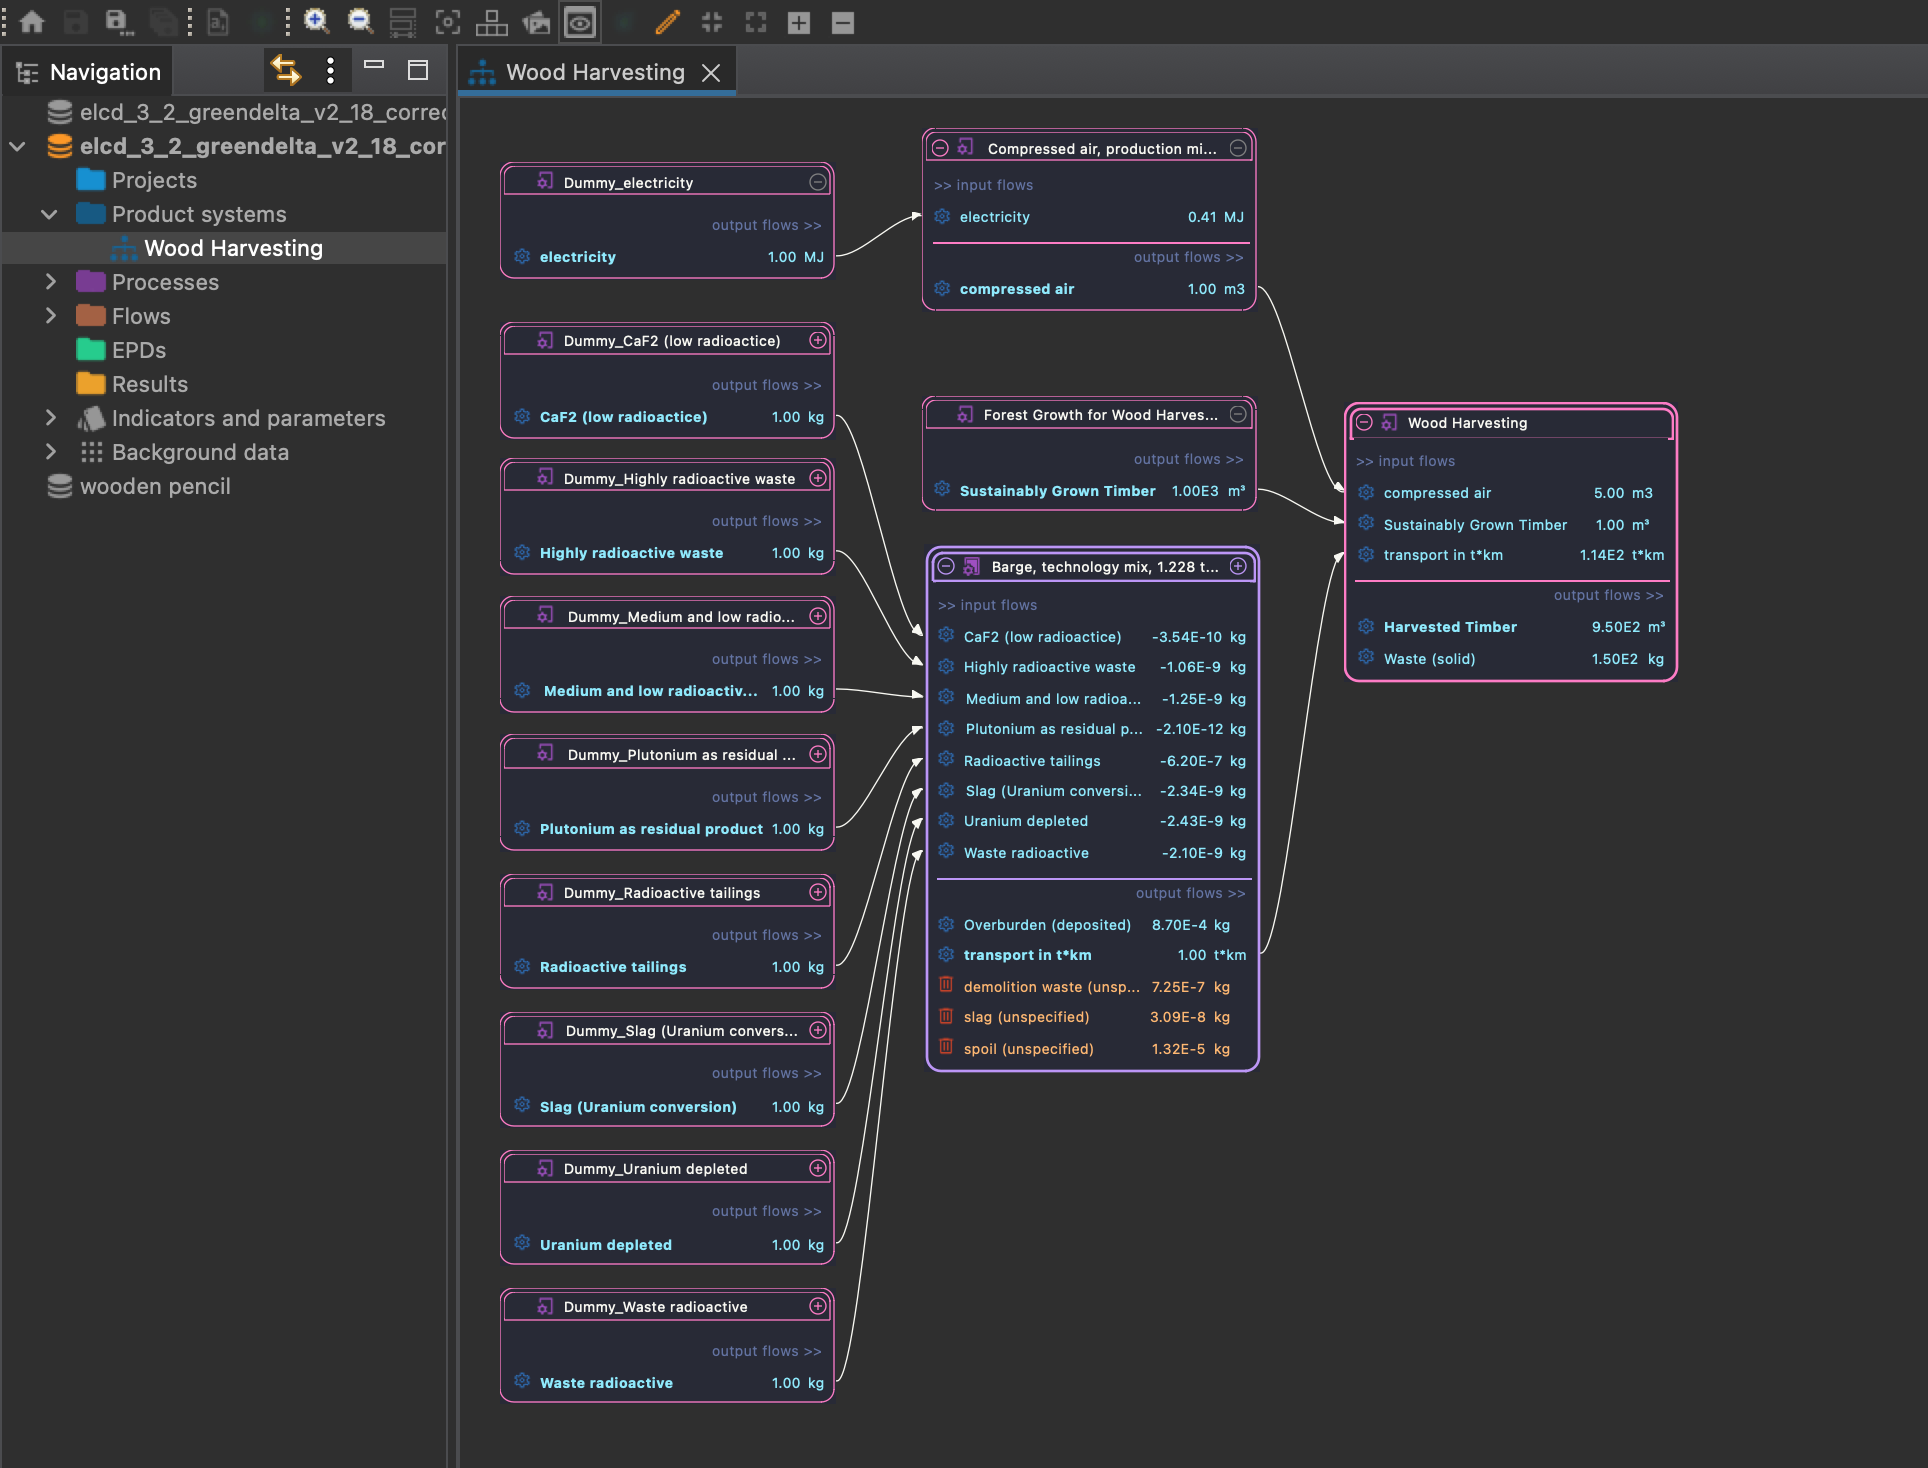 Navigation
elcd_3_2_greendelta_v2_18_correc
elcd_3_2_greendelta_v2_18_cor
Projects
Product systems
Wood Harvesting
Processes
Flows
EPDs
Results
Indicators and parameters
Background data
wooden pencil
Wood Harvesting
Dummy_electricity
output flows >>
electricity 1.00 MJ
Dummy_CaF2 (low radioactice)
output flows >>
CaF2 (low radioactice) 1.00 kg
Dummy_Highly radioactive waste
output flows >>
Highly radioactive waste 1.00 kg
Dummy_Medium and low radio...
output flows >>
Medium and low radioactiv... 1.00 kg
Dummy_Plutonium as residual ...
output flows >>
Plutonium as residual product 1.00 kg
Dummy_Radioactive tailings
output flows >>
Radioactive tailings 1.00 kg
Dummy_Slag (Uranium convers...
output flows >>
Slag (Uranium conversion) 1.00 kg
Dummy_Uranium depleted
output flows >>
Uranium depleted 1.00 kg
Dummy_Waste radioactive
output flows >>
Waste radioactive 1.00 kg
Compressed air, production mi...
>> input flows
electricity 0.41 MJ
output flows >>
compressed air 1.00 m3
Forest Growth for Wood Harves...
output flows >>
Sustainably Grown Timber 1.00E3 m³
Barge, technology mix, 1.228 t...
>> input flows
CaF2 (low radioactice) -3.54E-10 kg
Highly radioactive waste -1.06E-9 kg
Medium and low radioa... -1.25E-9 kg
Plutonium as residual p... -2.10E-12 kg
Radioactive tailings -6.20E-7 kg
Slag (Uranium conversi... -2.34E-9 kg
Uranium depleted -2.43E-9 kg
Waste radioactive -2.10E-9 kg
output flows >>
Overburden (deposited) 8.70E-4 kg
transport in t*km 1.00 t*km
demolition waste (unsp... 7.25E-7 kg
slag (unspecified) 3.09E-8 kg
spoil (unspecified) 1.32E-5 kg
Wood Harvesting
>> input flows
compressed air 5.00 m3
Sustainably Grown Timber 1.00 m³
transport in t*km 1.14E2 t*km
output flows >>
Harvested Timber 9.50E2 m³
Waste (solid) 1.50E2 kg